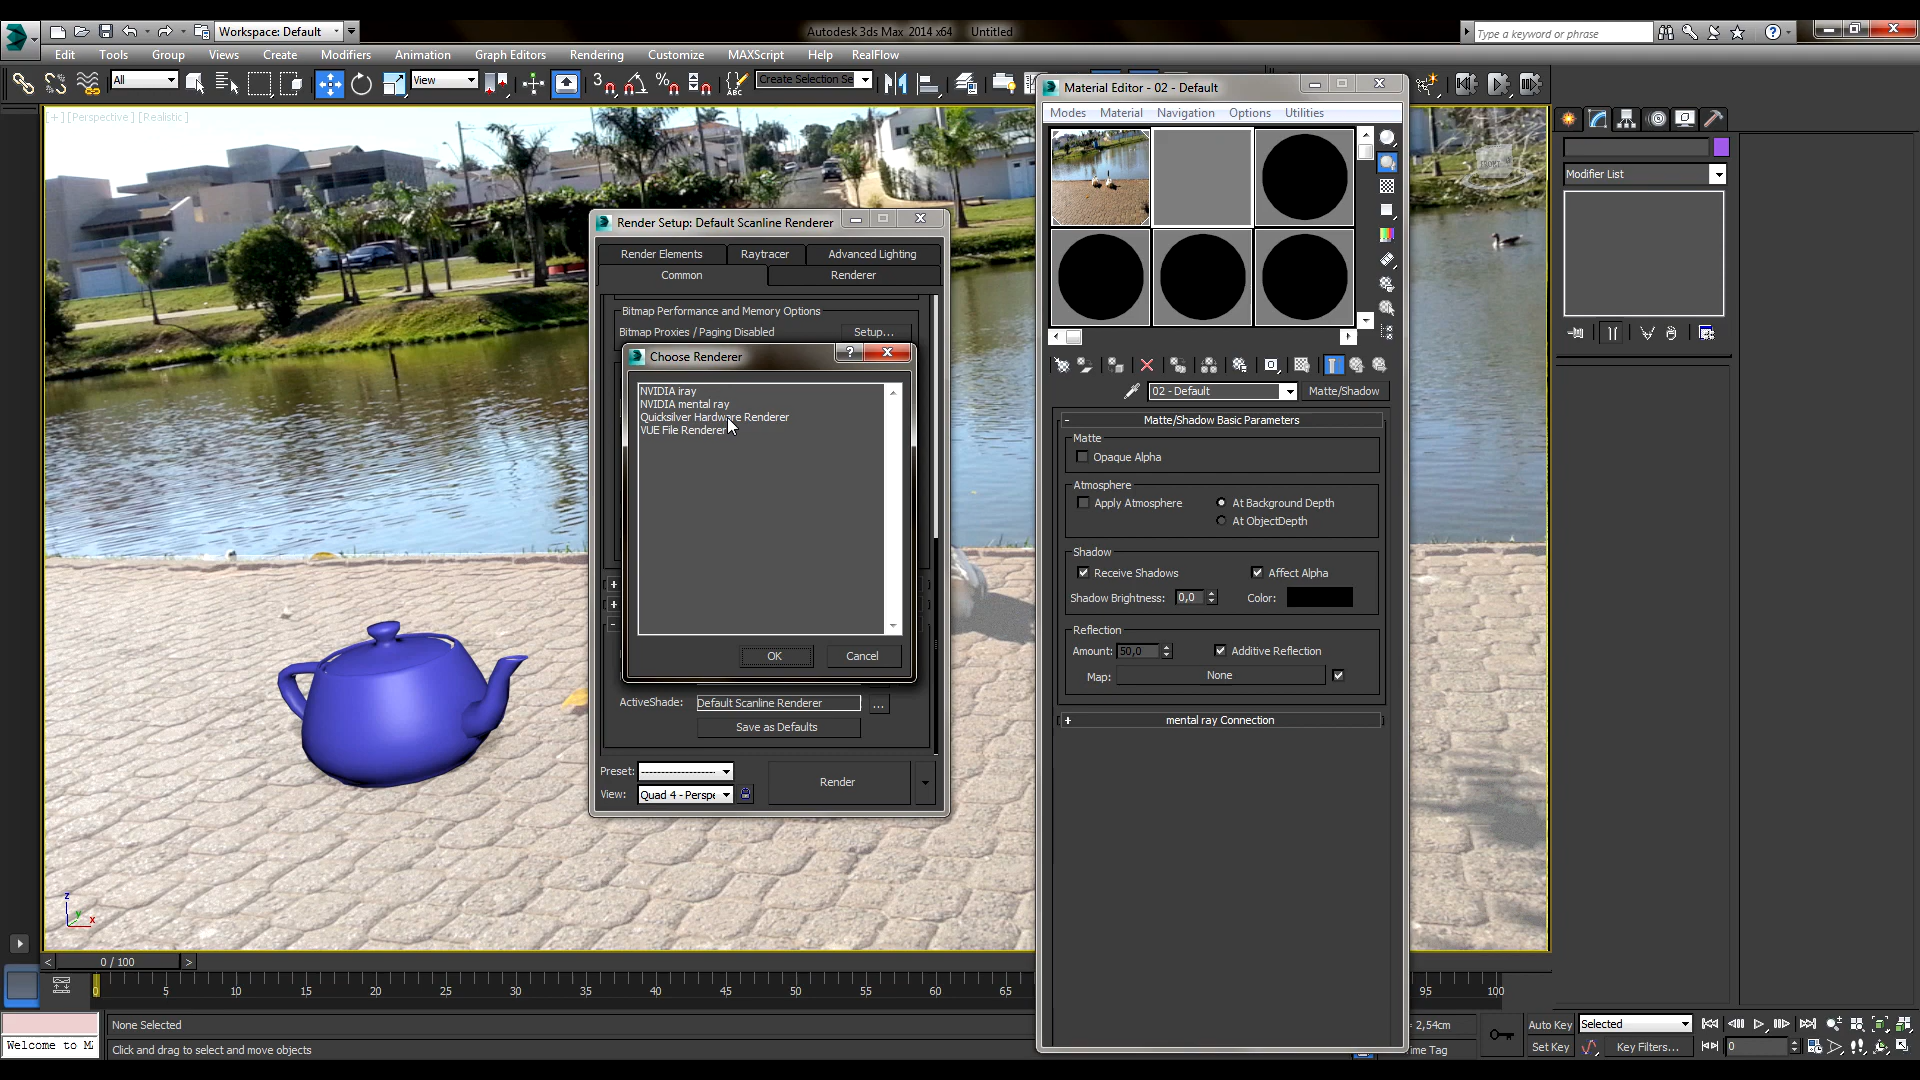 Workspace: Default
Autodesk 3ds Max 2014 x64 Untitled
Type a keyword or phrase
Edit Tools Group Views Create Modifiers Animation Graph Editors Rendering Customize MAXScript Help RealFlow
All
View
3
ABC
Create Selection Se
[+] [Perspective] [Realistic]
Material Editor - 02 - Default
Modes Material Navigation Options Utilities
02 - Default
Matte/Shadow
- Matte/Shadow Basic Parameters
Matte
Opaque Alpha
Atmosphere
Apply Atmosphere
At Background Depth
At ObjectDepth
Shadow
Receive Shadows
Affect Alpha
Shadow Brightness: 0,0
Color:
Reflection
Amount: 50,0
Additive Reflection
Map: None
+ mental ray Connection
Render Setup: Default Scanline Renderer
Render Elements Raytracer Advanced Lighting
Common Renderer
Bitmap Performance and Memory Options
Bitmap Proxies / Paging Disabled
Setup...
Choose Renderer
NVIDIA iray
NVIDIA mental ray
Quicksilver Hardware Renderer
VUE File Renderer
OK
Cancel
ActiveShade: Default Scanline Renderer ...
Save as Defaults
Preset: --------------------
View: Quad 4 - Perspe
Render
FRONT
Modifier List
z
y
x
< 0 / 100 >
0 5 10 15 20 25 30 35 40 45 50 55 60 65 95 100
None Selected
Welcome to M
Click and drag to select and move objects
= 2,54cm
ime Tag
Auto Key
Selected
Set Key
Key Filters...
0